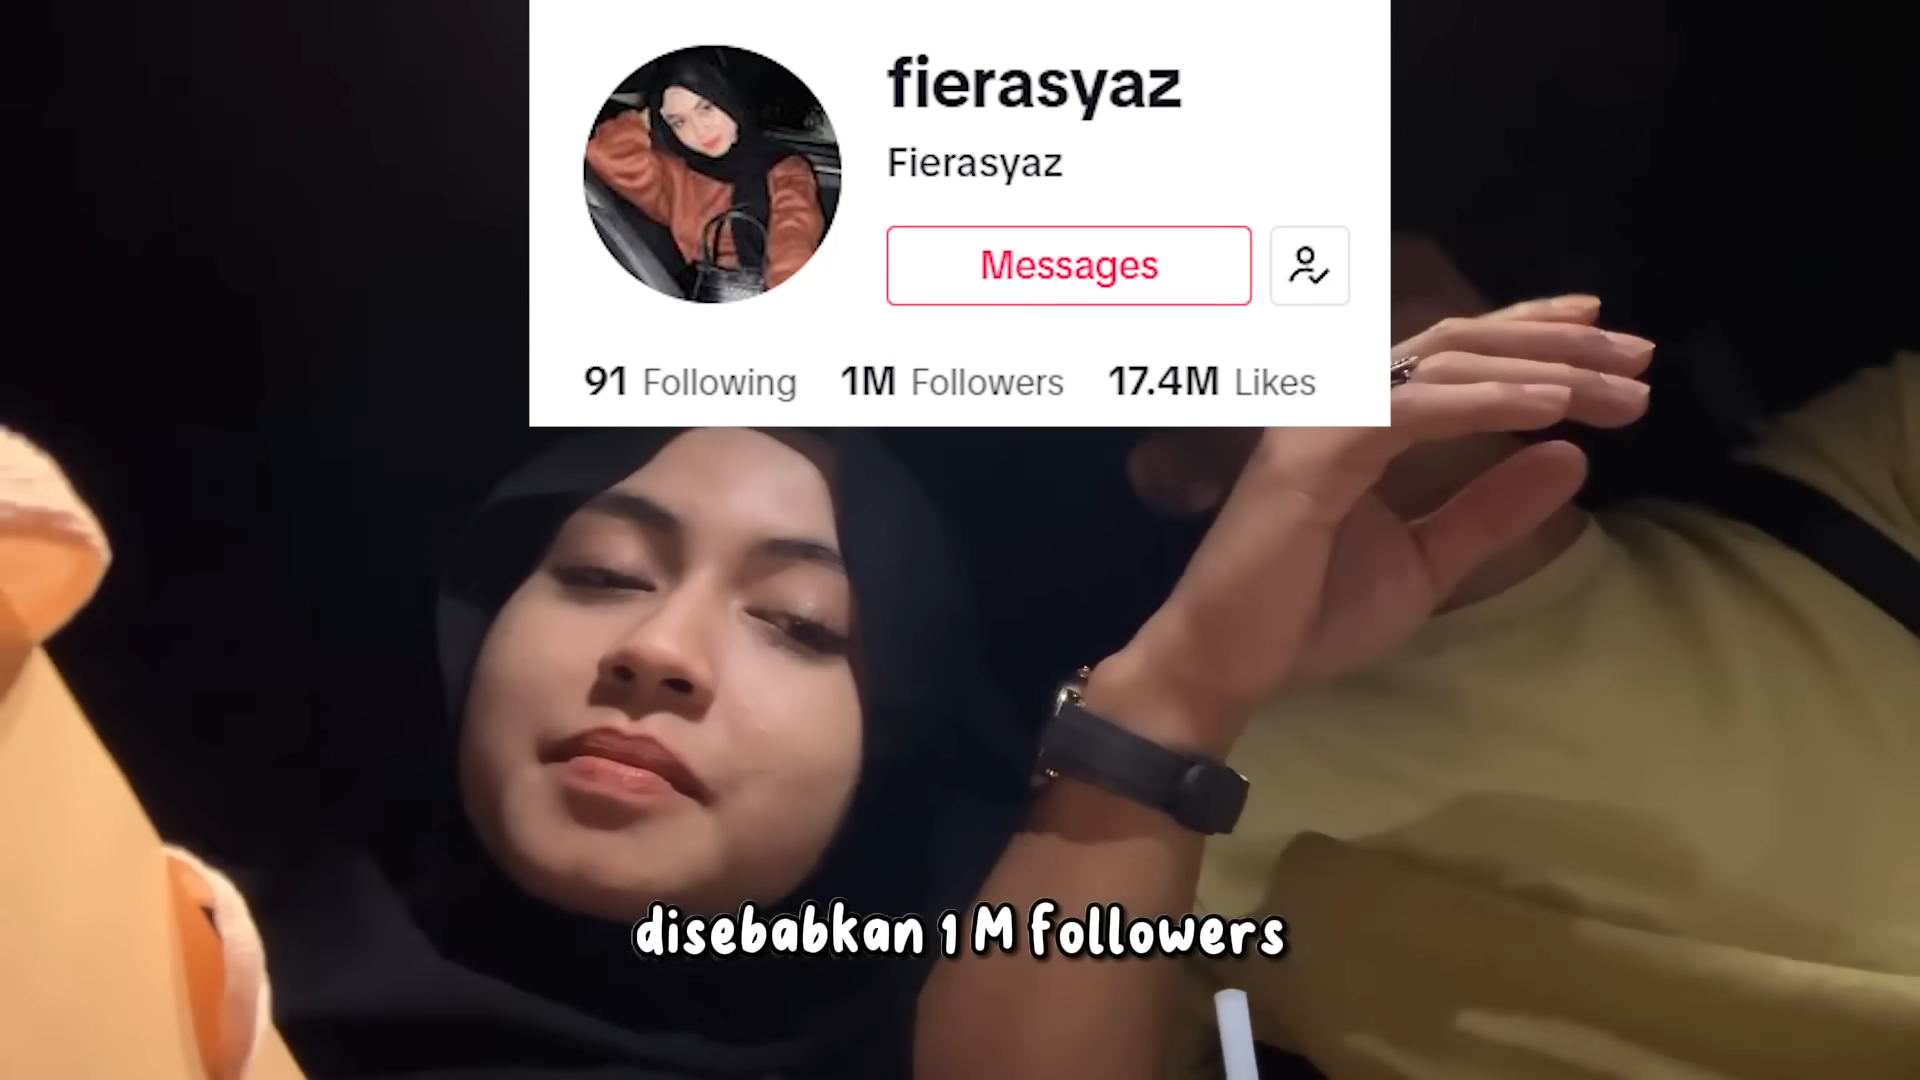 fierasyaz
Fierasyaz
Messages
91 Following 1M Followers 17.4M Likes
disebabkan 1 M followers